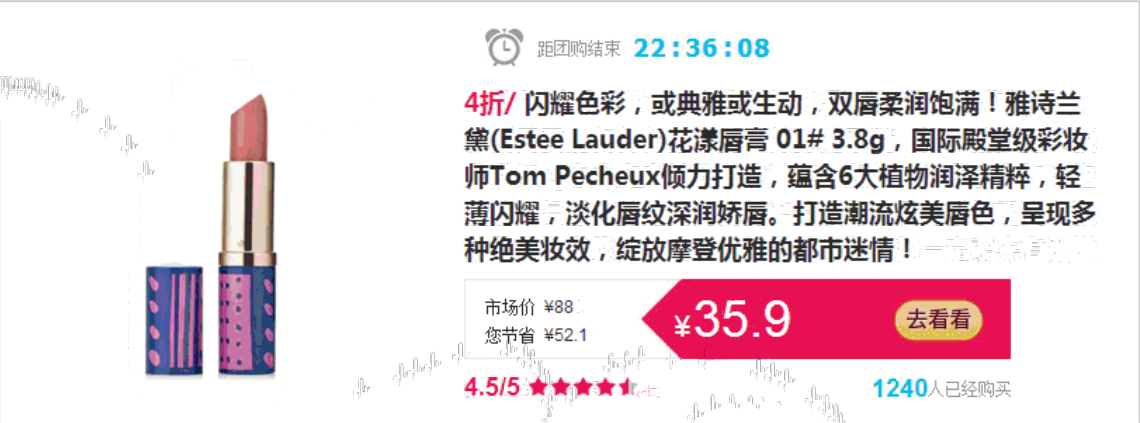 距团购结束 22:36:08
4折/ 闪耀色彩，或典雅或生动，双唇柔润饱满！雅诗兰
黛(Estee Lauder)花漾唇膏 01# 3.8g，国际殿堂级彩妆
师Tom Pecheux倾力打造，蕴含6大植物润泽精粹，轻
薄闪耀，淡化唇纹深润娇唇。打造潮流炫美唇色，呈现多
种绝美妆效，绽放摩登优雅的都市迷情！
市场价 ¥88
您节省 ¥52.1
¥35.9
去看看
4.5/5
1240人已经购买